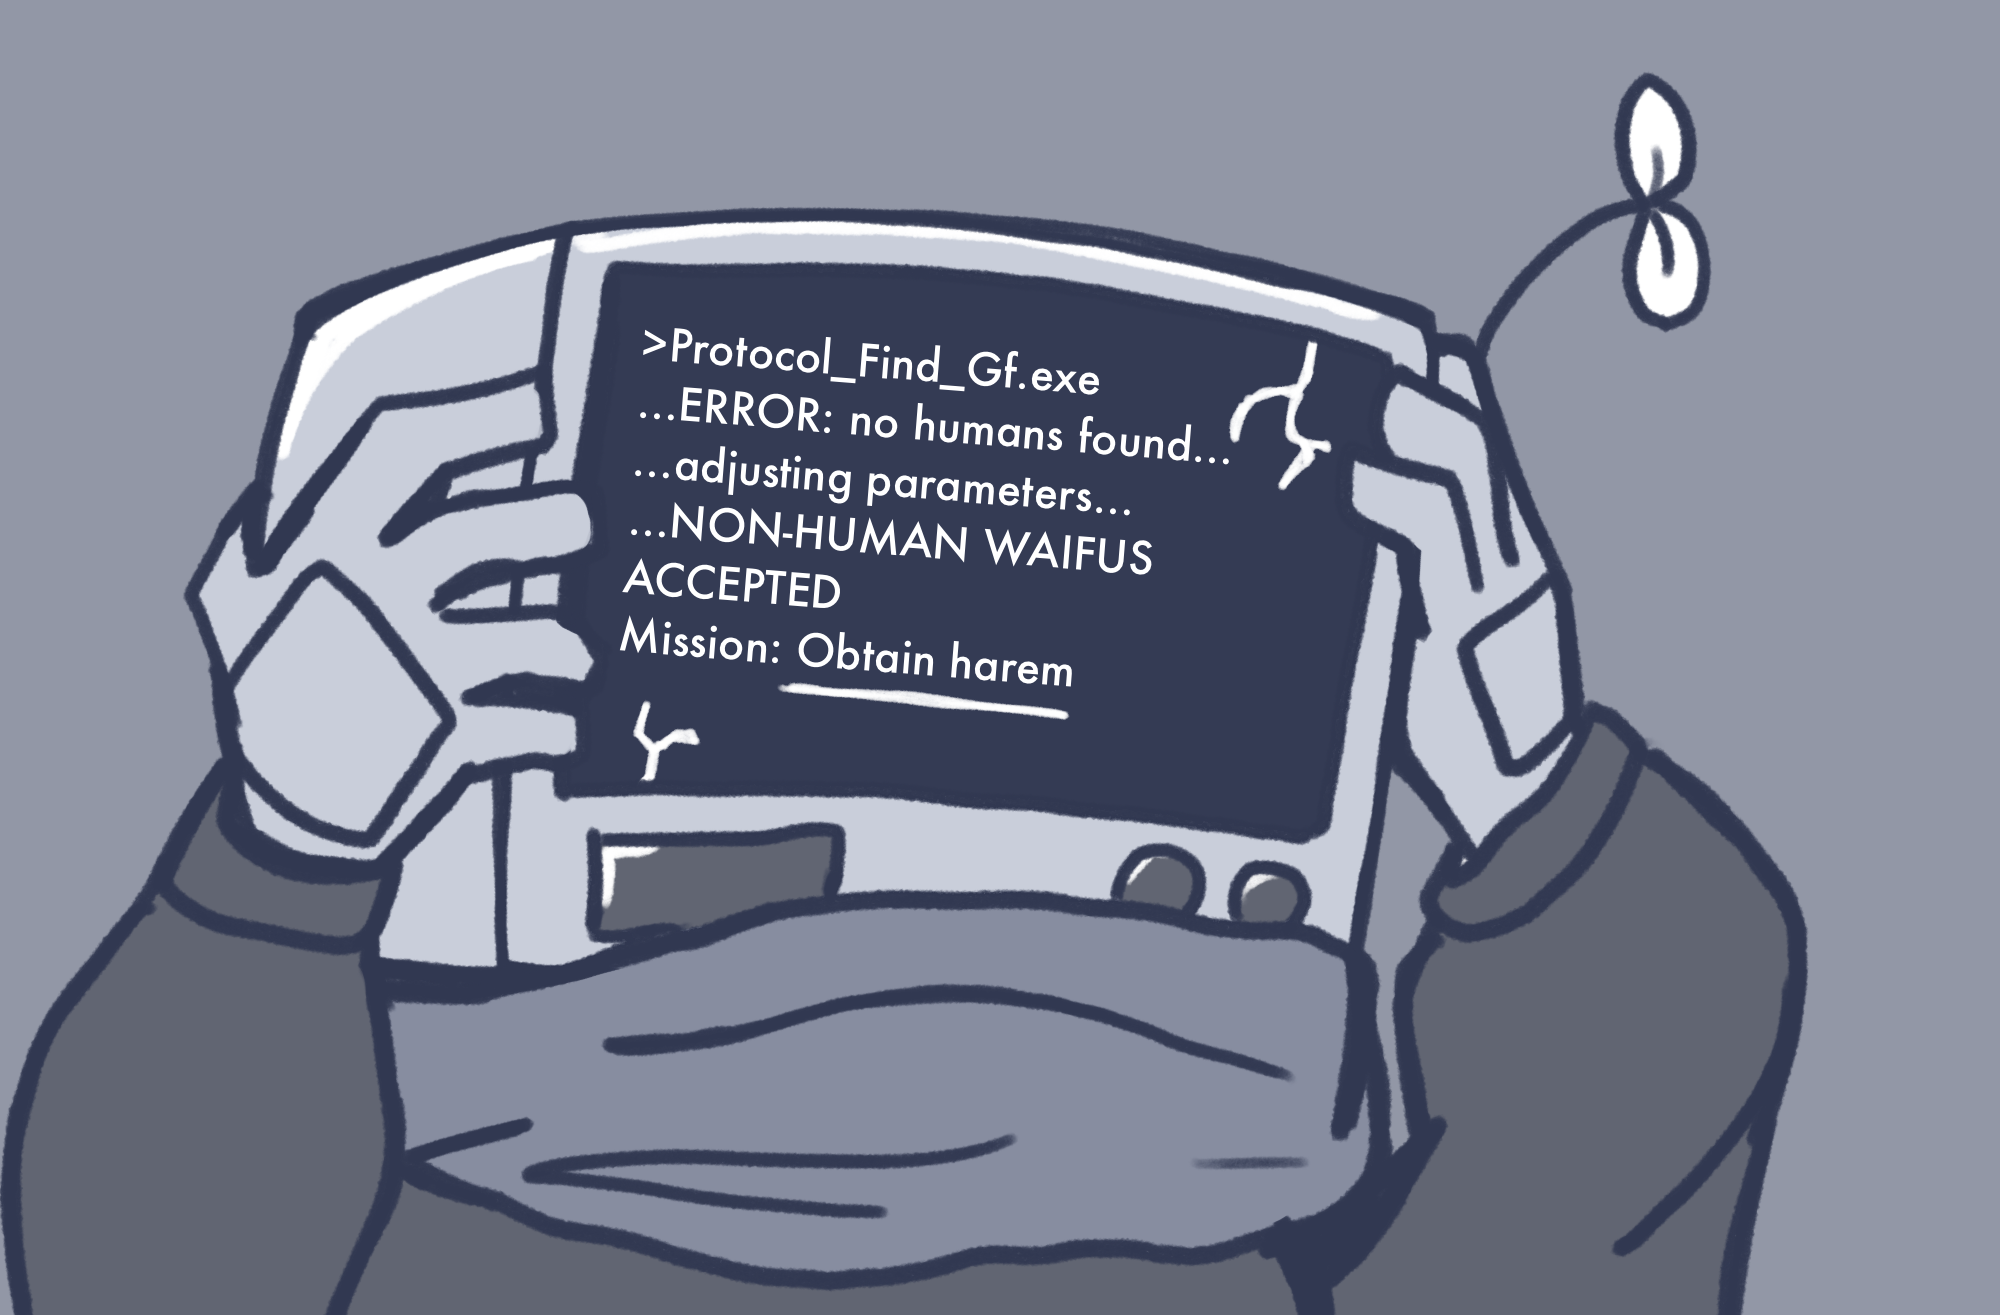 >Protocol_Find_Gf.exe
...ERROR: no humans found...
...adjusting parameters...
...NON-HUMAN WAIFUS
ACCEPTED
Mission: Obtain harem